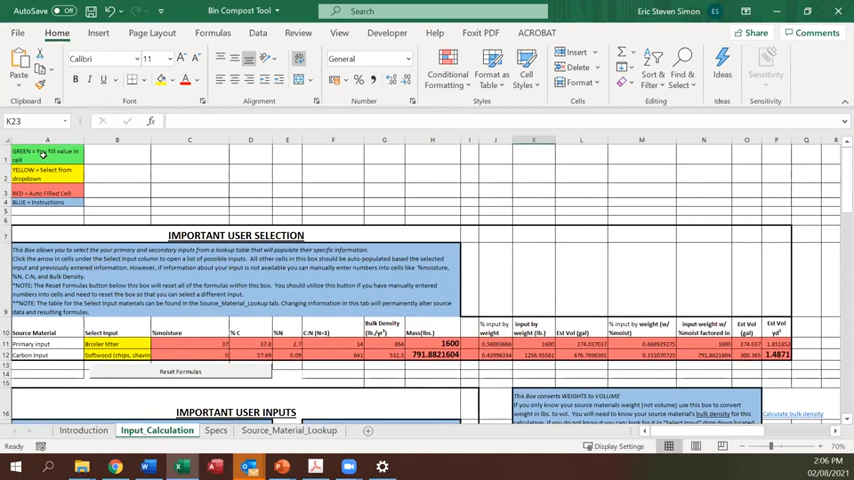 AutoSave Off Bin Compost Tool Search Eric Steven Simon ES
File Home Insert Page Layout Formulas Data Review View Developer Foxit PDF ACROBAT Share Comments
Paste Calibri 11 General Conditional Formatting Format as Table Cell Styles Insert Delete Format Sort & Filter Find & Select Ideas Sensitivity
Clipboard Font Alignment Number Styles Cells Editing Ideas Sensitivity
K23 fx
A B C D E F G H I J K L M N O P Q R
1 GREEN = You fill value in
cell
2 YELLOW = Select from
dropdown
3 RED = Auto Filled Cell
4 BLUE = Instructions
5
6
7 IMPORTANT USER SELECTION
This Box allows you to select your primary and secondary inputs from a lookup table that will populate their specific information.
Click the arrow in cells under the Select Input column to open a list of possible inputs. All other cells in this box should be auto-populated based the selected
input and previously entered information. However, if information about your input is not available you can manually enter numbers into cells like %moisture,
%N, C:N, and Bulk Density.
*NOTE: The Reset Formulas button below this box will reset all of the formulas within this box. You should utilize this button if you have manually entered
numbers into cells and need to reset the box so that you can select a different input.
**NOTE: The table for the Select Input materials can be found in the Source_Material_Lookup tab. Changing information in this tab will permanently alter source
9 data and resulting formulas.
10 Source Material Select Input %moisture % C %N C:N (N=1) Bulk Density (lb./yr³) Mass(lbs.) % input by weight Input by weight (lb.) Est Vol (gal) % input by weight (w/ %moist) Input weight w/ %moist factored in Est Vol (gal) Est Vol yd³
11 Primary input Broiler litter 37 37.8 2.7 14 864 1600 0.56003666 1600 374.037037 0.668929275 1600 374.037 1.851852
12 Carbon Input Softwood (chips, shavin 0 57.69 0.09 641 532.5 791.8821604 0.43996334 1256.95581 476.7698301 0.331070725 791.8821604 300.365 1.4871
13
14 Reset Formulas
15
16 IMPORTANT USER INPUTS
This Box converts WEIGHTS to VOLUME
If you only know your source materials weight (not volume) use this box to convert
weight in lbs. to vol. You will need to know your source material's bulk density for this
Calculate bulk density
Introduction Input_Calculation Specs Source_Material_Lookup
Ready Display Settings 70%
2:06 PM
02/08/2021